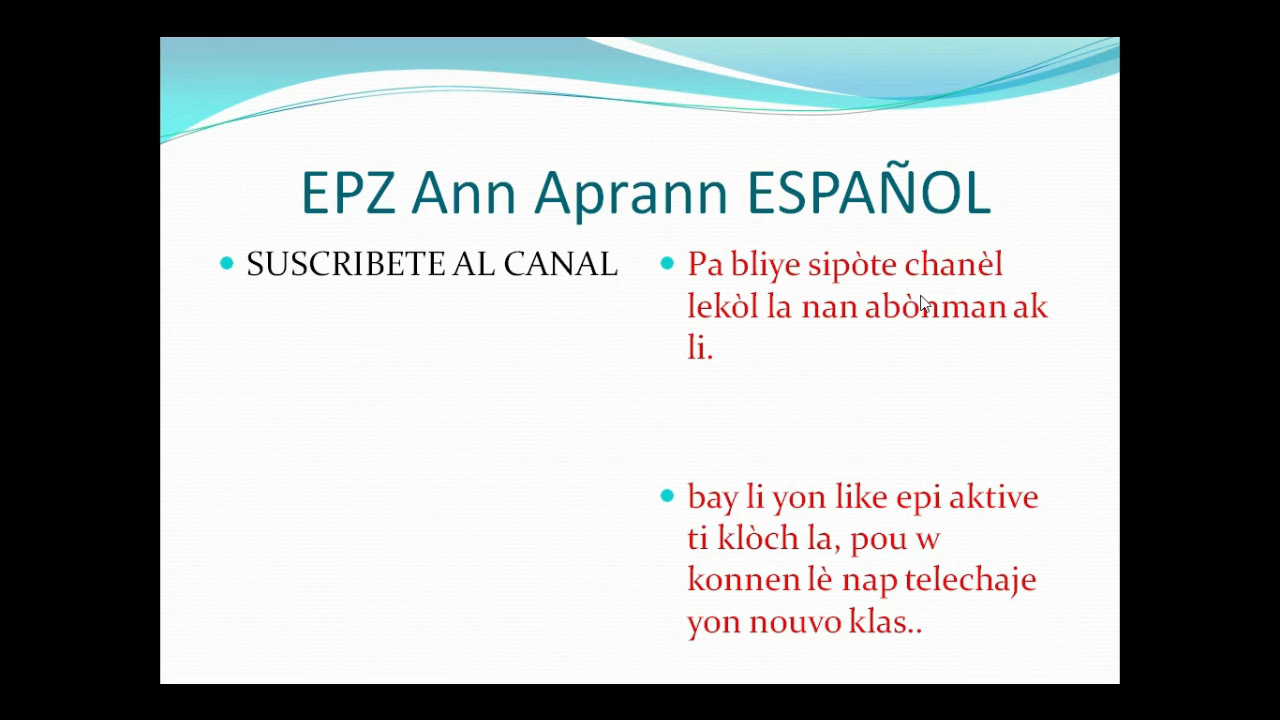 EPZ Ann Aprann ESPAÑOL
SUSCRIBETE AL CANAL
Pa bliye sipòte chanèl
lekòl la nan abònman ak
li.
bay li yon like epi aktive
ti klòch la, pou w
konnen lè nap telechaje
yon nouvo klas..